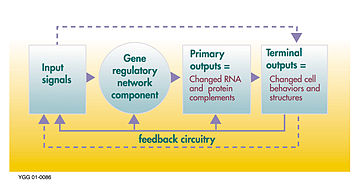 Input
signals
Gene
regulatory
network
component
Primary
outputs =
Changed RNA
and protein
complements
Terminal
outputs =
Changed cell
behaviors and
structures
feedback circuitry
YGG 01-0086